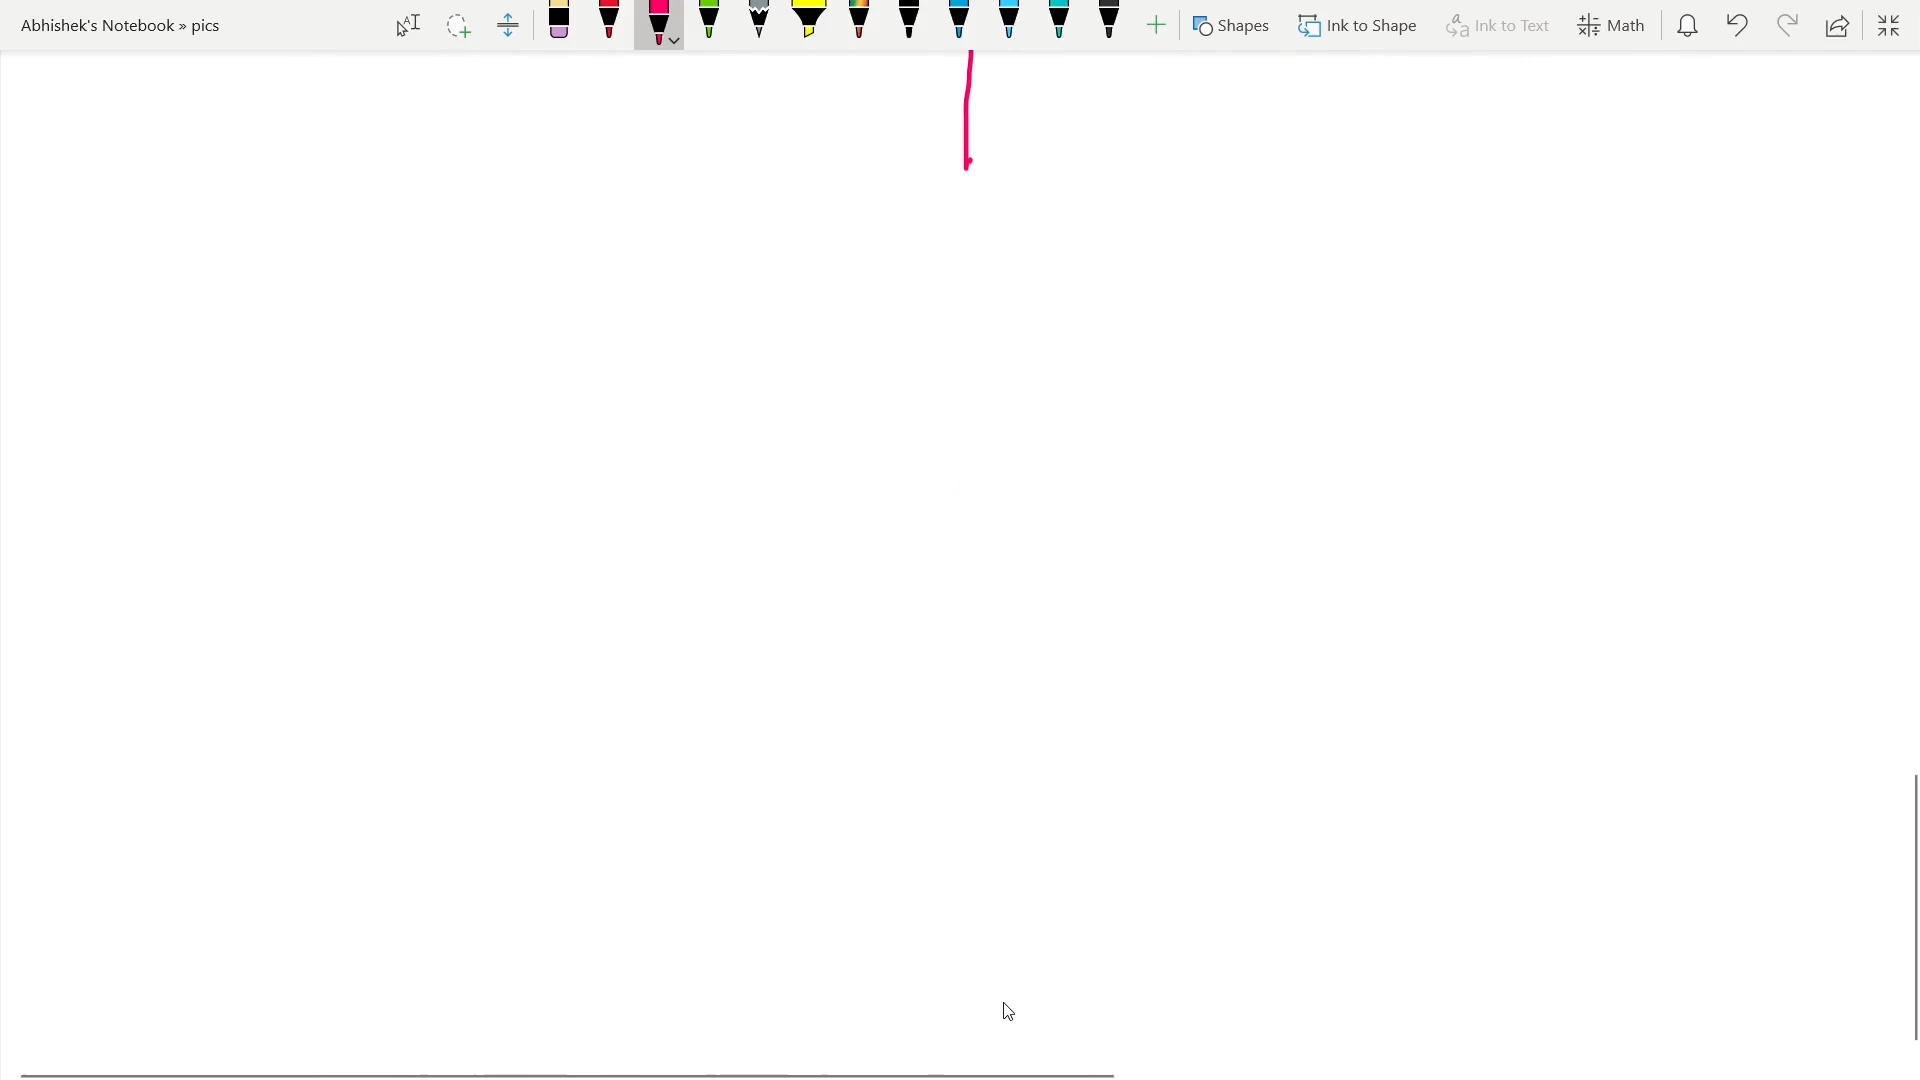 Abhishek's Notebook » pics
Shapes
Ink to Shape
Ink to Text
Math